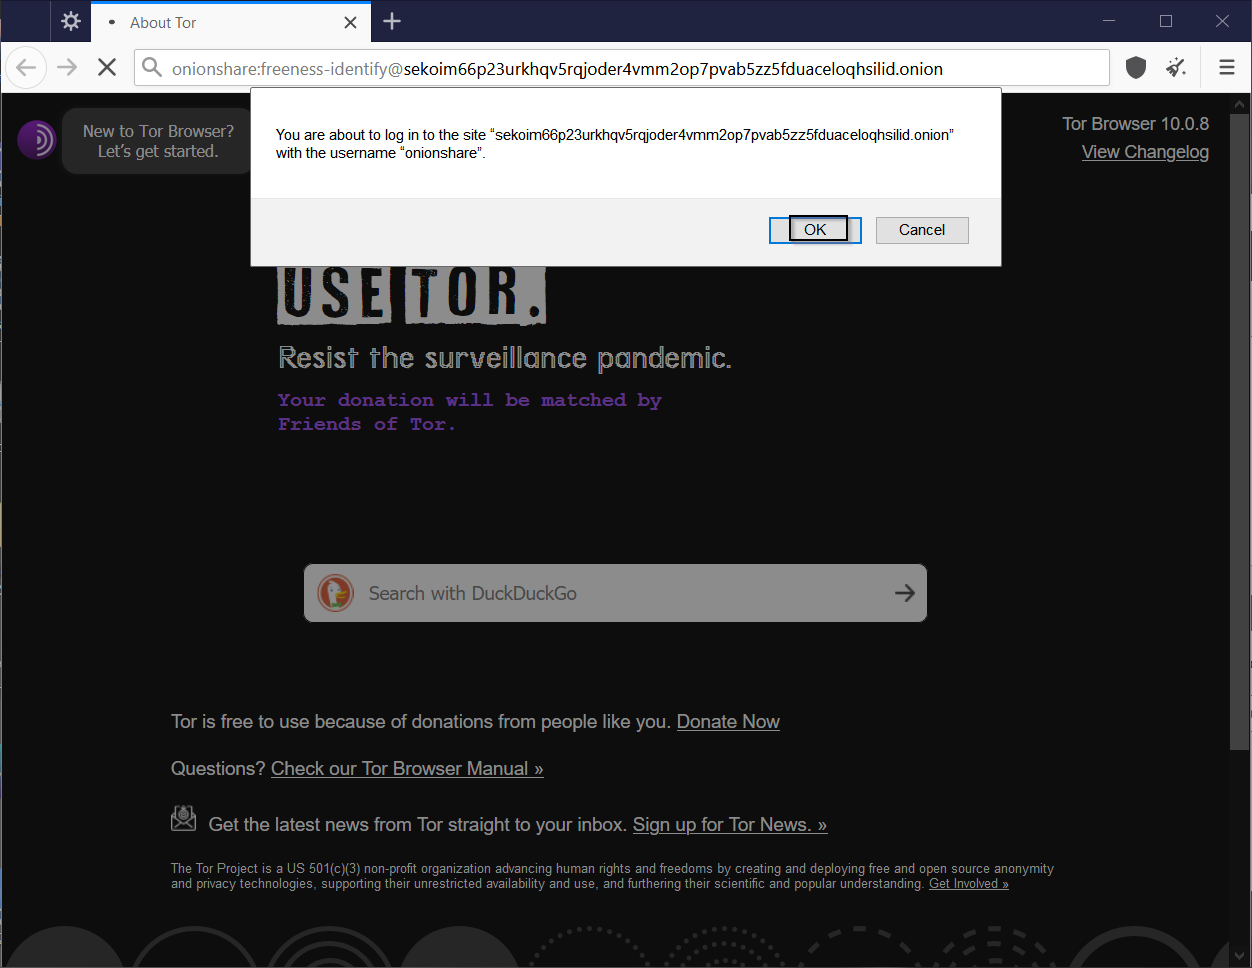 About Tor
onionshare:freeness-identify@sekoim66p23urkhqv5rqjoder4vmm2op7pvab5zz5fduaceloqhsilid.onion
New to Tor Browser?
Let's get started.
You are about to log in to the site “sekoim66p23urkhqv5rqjoder4vmm2op7pvab5zz5fduaceloqhsilid.onion”
with the username “onionshare”.
OK
Cancel
Tor Browser 10.0.8
View Changelog
USE TOR.
Resist the surveillance pandemic.
Your donation will be matched by
Friends of Tor.
Search with DuckDuckGo
Tor is free to use because of donations from people like you. Donate Now
Questions? Check our Tor Browser Manual »
Get the latest news from Tor straight to your inbox. Sign up for Tor News. »
The Tor Project is a US 501(c)(3) non-profit organization advancing human rights and freedoms by creating and deploying free and open source anonymity
and privacy technologies, supporting their unrestricted availability and use, and furthering their scientific and popular understanding. Get Involved »